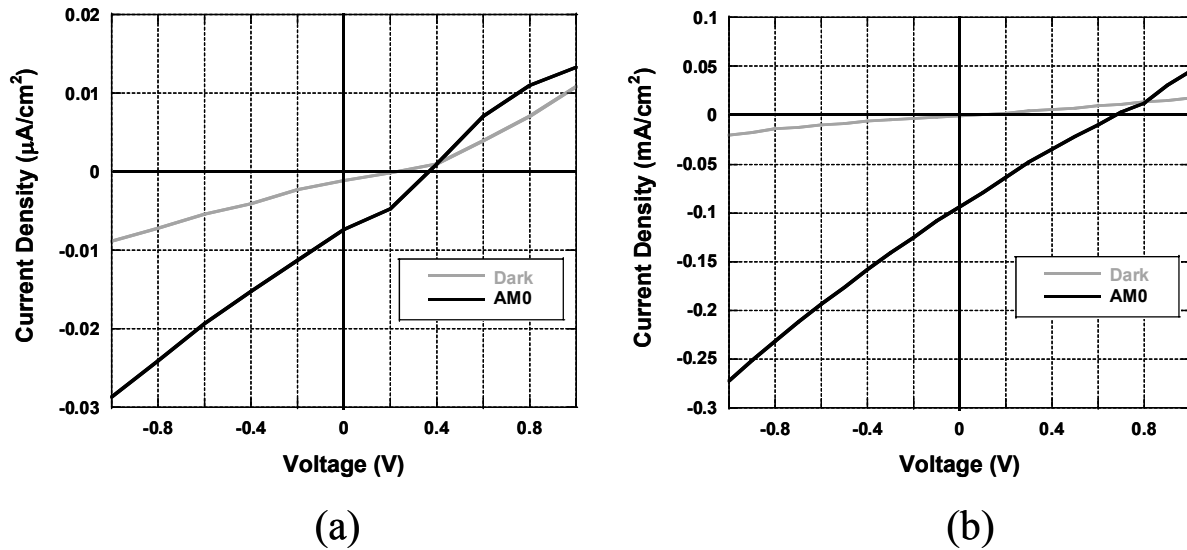 Current Density (µA/cm²)
0.02
0.01
0
-0.01
-0.02
-0.03
-0.8
-0.4
0
0.4
0.8
Voltage (V)
Dark
AM0
(a)
Current Density (mA/cm²)
0.1
0.05
0
-0.05
-0.1
-0.15
-0.2
-0.25
-0.3
-0.8
-0.4
0
0.4
0.8
Voltage (V)
Dark
AM0
(b)